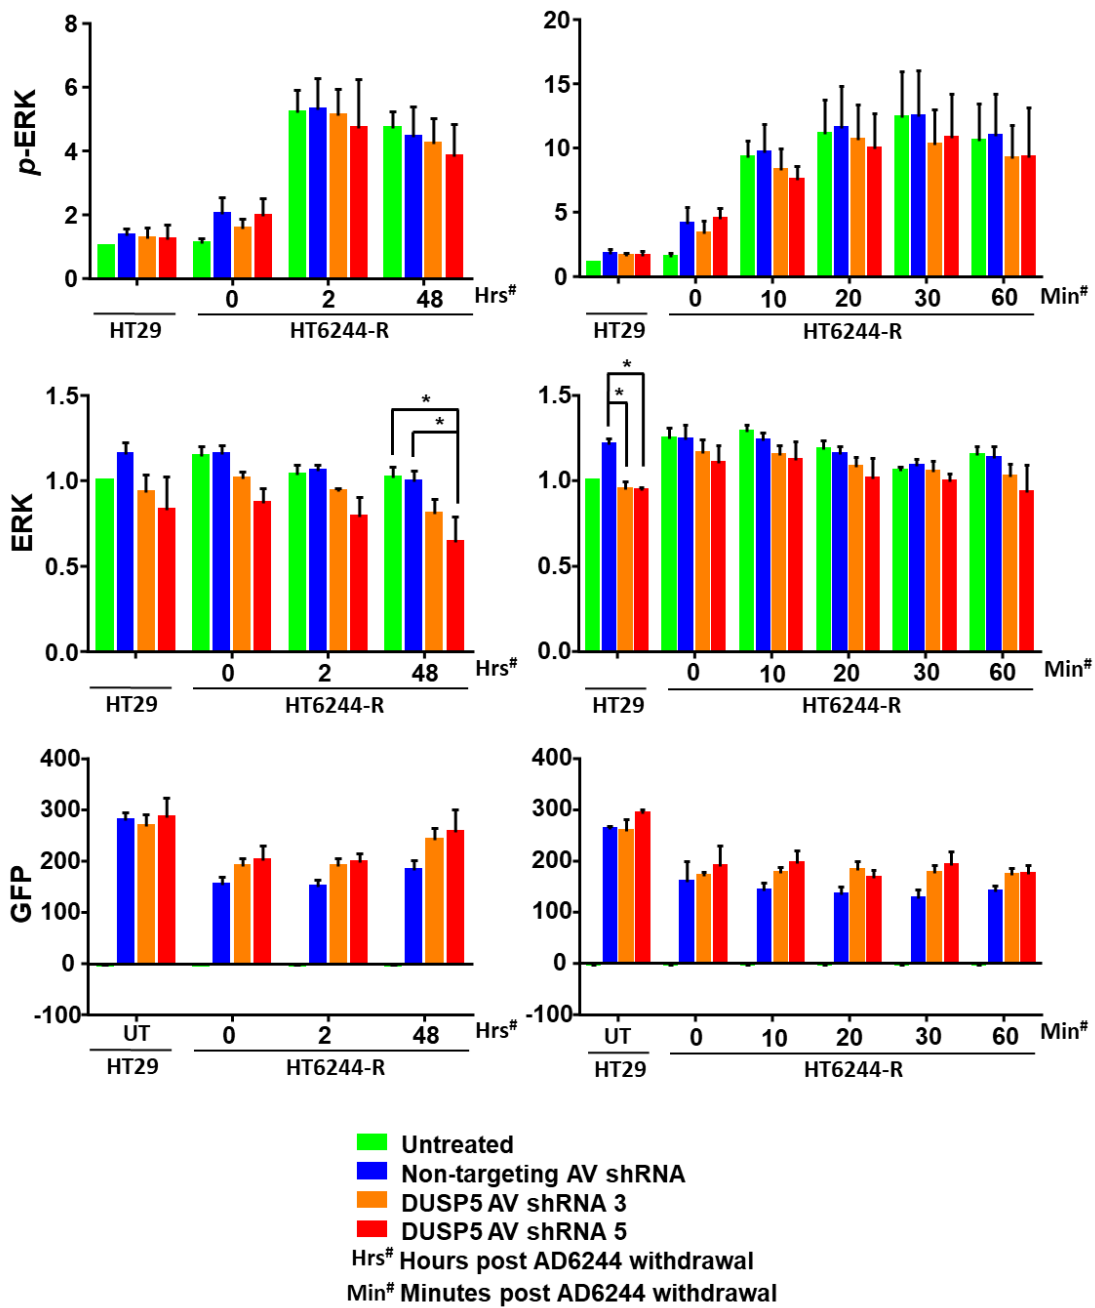 p-ERK
8
6
4
2
0
0 2 48 Hrs#
HT29 HT6244-R
20
15
10
5
0
0 10 20 30 60 Min#
HT29 HT6244-R
ERK
1.5
1.0
0.5
0.0
* *
0 2 48 Hrs#
HT29 HT6244-R
1.5
1.0
0.5
0.0
* *
0 10 20 30 60 Min#
HT29 HT6244-R
GFP
400
300
200
100
0
-100
UT 0 2 48 Hrs#
HT29 HT6244-R
400
300
200
100
0
-100
UT 0 10 20 30 60 Min#
HT29 HT6244-R
Untreated
Non-targeting AV shRNA
DUSP5 AV shRNA 3
DUSP5 AV shRNA 5
Hrs# Hours post AD6244 withdrawal
Min# Minutes post AD6244 withdrawal